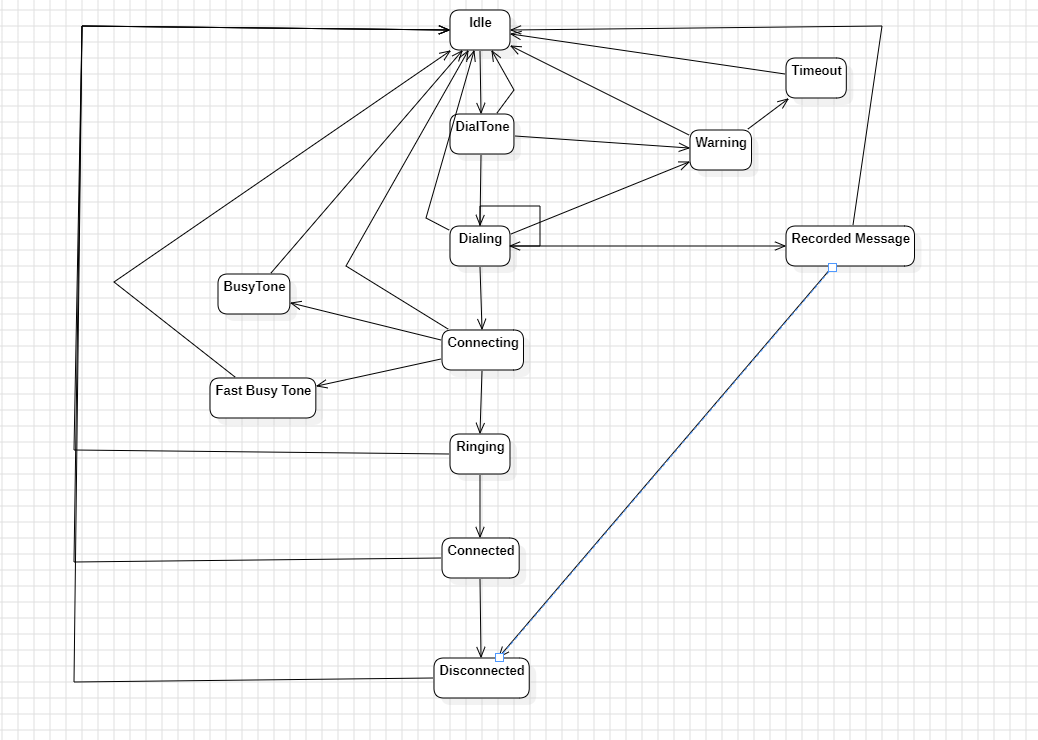 Idle
Timeout
DialTone
Warning
Dialing
Recorded Message
BusyTone
Connecting
Fast Busy Tone
Ringing
Connected
Disconnected